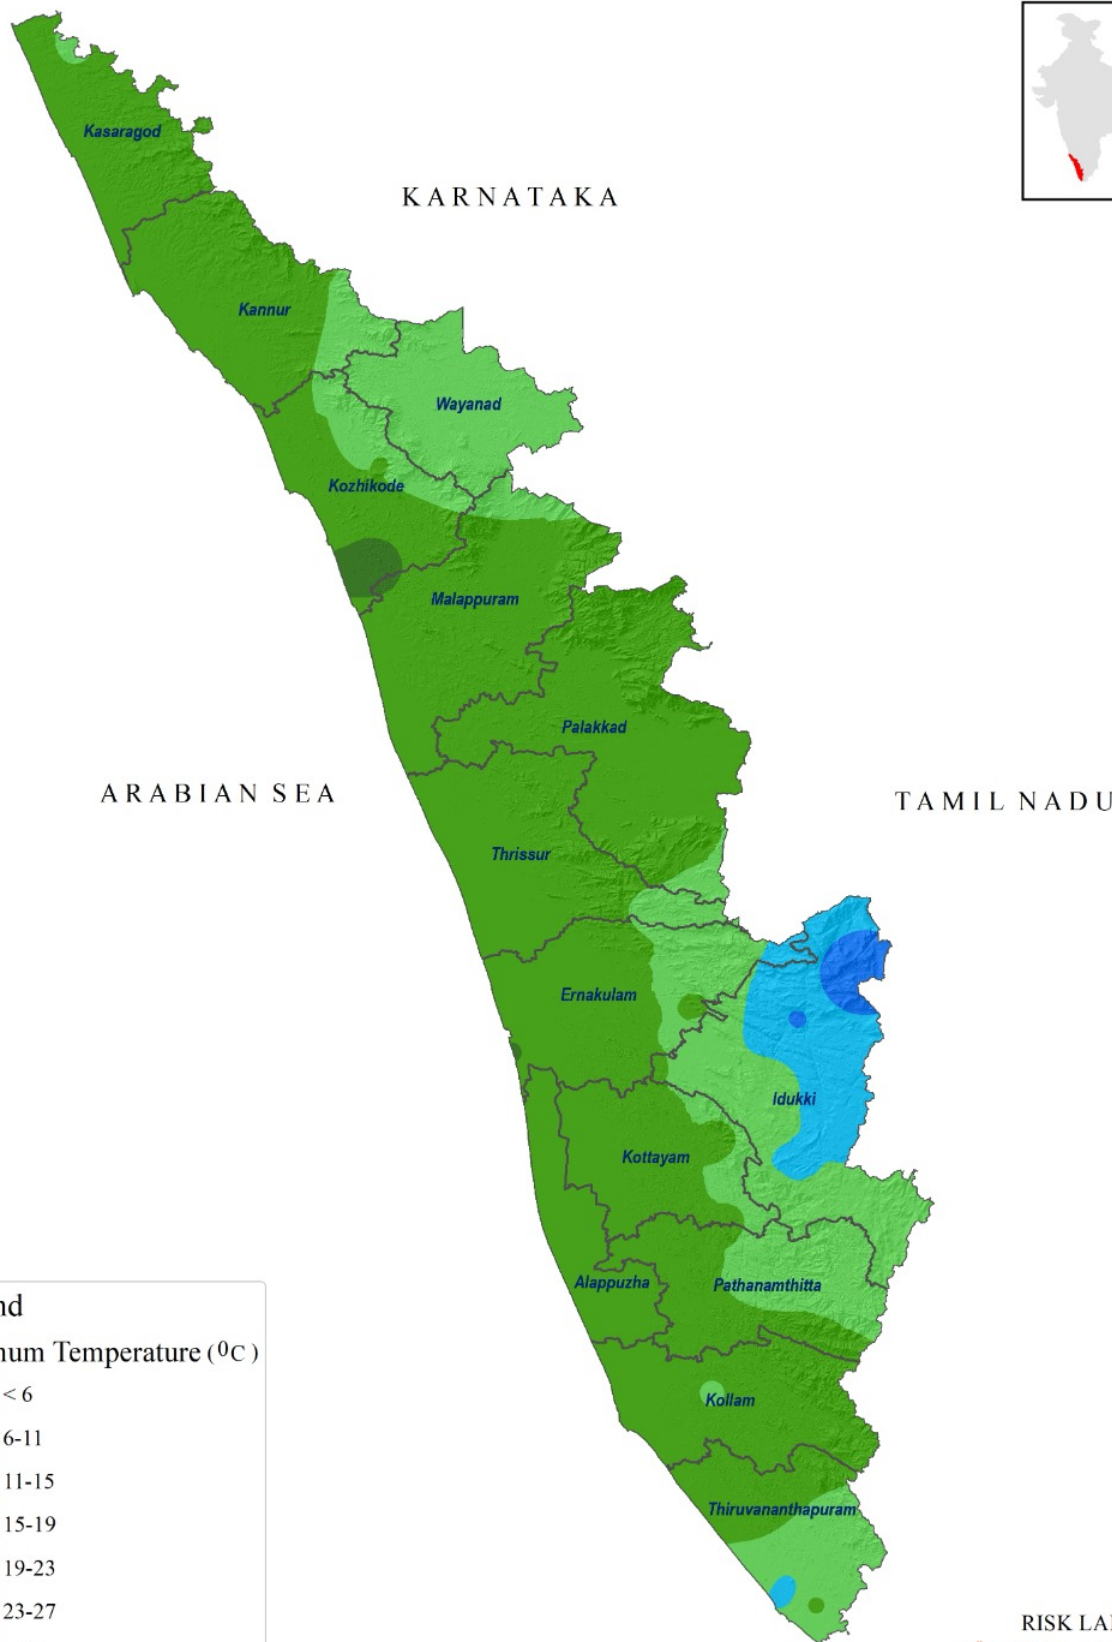 Kasaragod
KARNATAKA
Kannur
Wayanad
Kozhikode
Malappuram
Palakkad
ARABIAN SEA
TAMIL NADU
Thrissur
Ernakulam
Idukki
Kottayam
Alappuzha
Pathanamthitta
Kollam
Thiruvananthapuram
nd
num Temperature (⁰C)
< 6
6-11
11-15
15-19
19-23
23-27
RISK LA